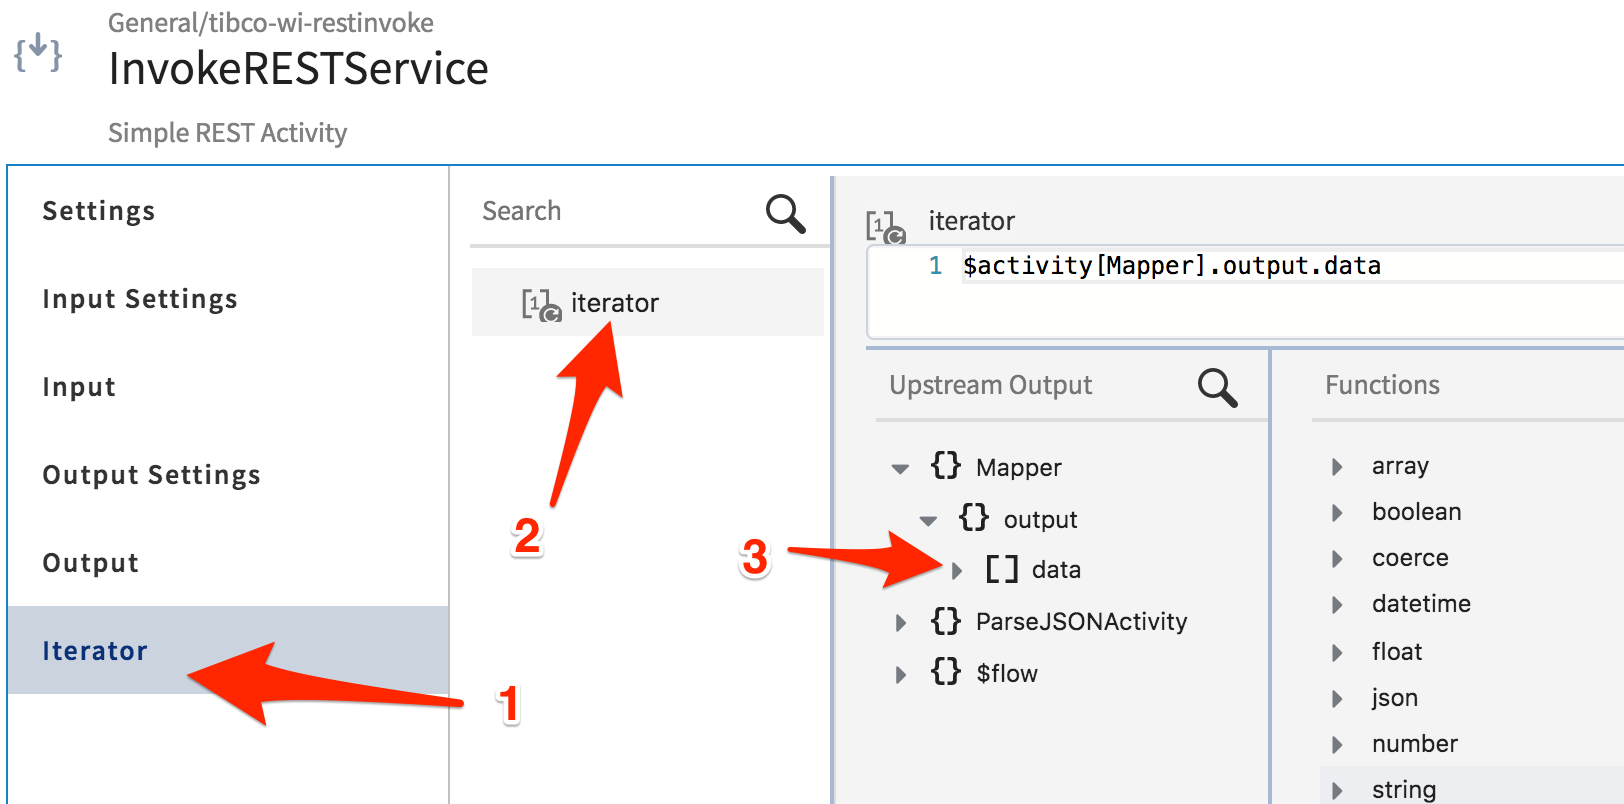 General/tibco-wi-restinvoke
InvokeRESTService
Simple REST Activity
Settings
Input Settings
Input
Output Settings
Output
Iterator
1
Search
iterator
2
iterator
1 $activity[Mapper].output.data
Upstream Output
{} Mapper
{} output
3
[] data
{} ParseJSONActivity
{} $flow
Functions
array
boolean
coerce
datetime
float
json
number
string